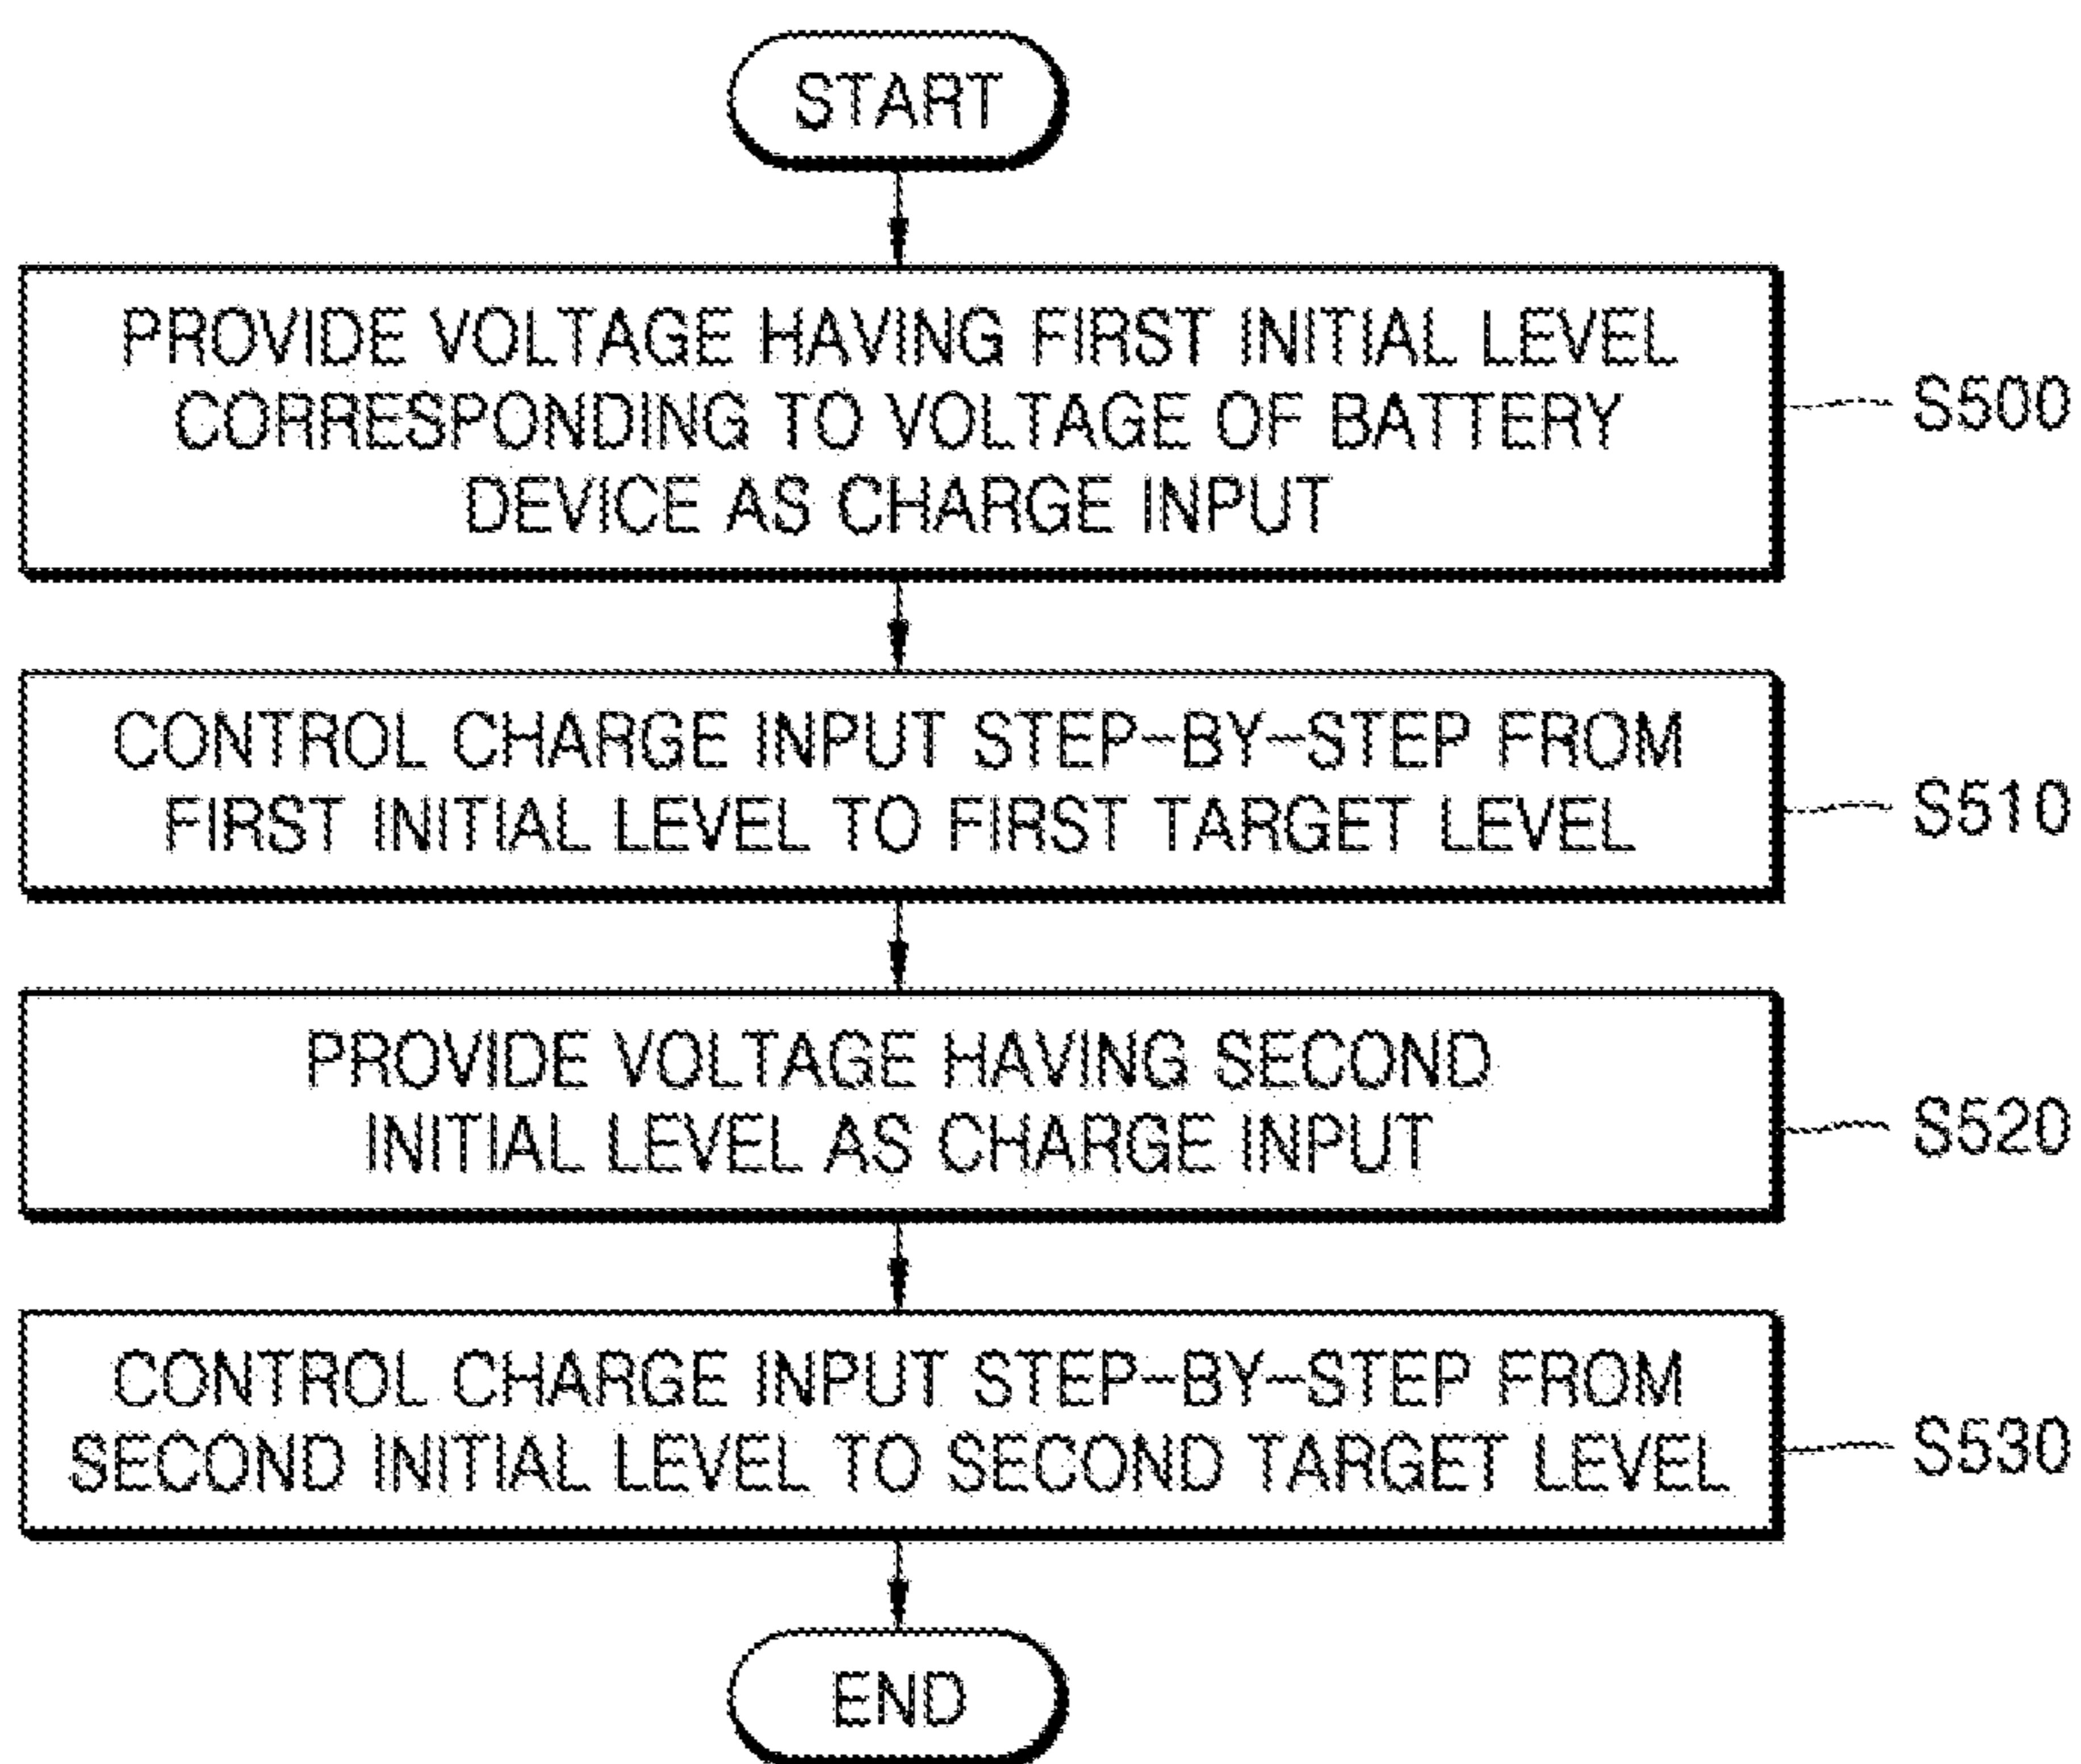 START
PROVIDE VOLTAGE HAVING FIRST INITIAL LEVEL
CORRESPONDING TO VOLTAGE OF BATTERY
DEVICE AS CHARGE INPUT
S500
CONTROL CHARGE INPUT STEP-BY-STEP FROM
FIRST INITIAL LEVEL TO FIRST TARGET LEVEL
S510
PROVIDE VOLTAGE HAVING SECOND
INITIAL LEVEL AS CHARGE INPUT
S520
CONTROL CHARGE INPUT STEP-BY-STEP FROM
SECOND INITIAL LEVEL TO SECOND TARGET LEVEL
S530
END